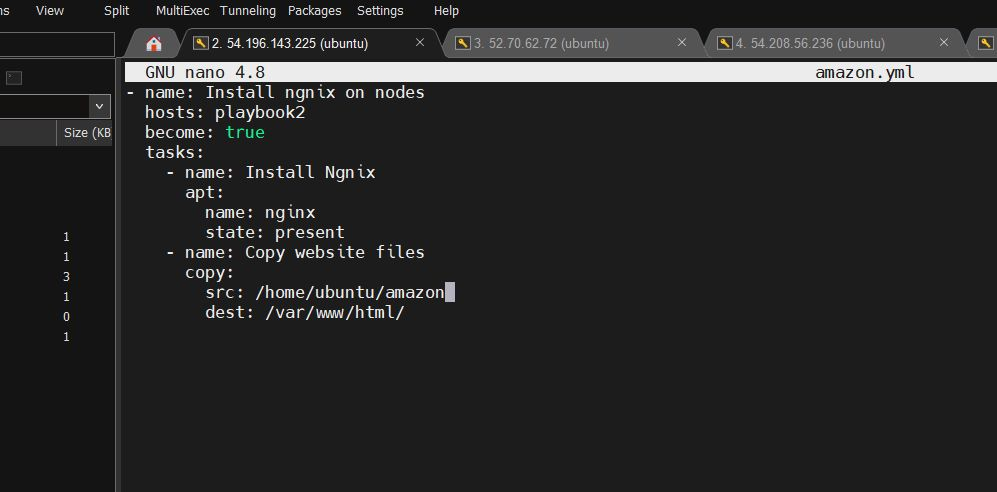 ns View Split MultiExec Tunneling Packages Settings Help
2. 54.196.143.225 (ubuntu) × 3. 52.70.62.72 (ubuntu) × 4. 54.208.56.236 (ubuntu) ×
GNU nano 4.8 amazon.yml
Size (KB
- name: Install ngnix on nodes
hosts: playbook2
become: true
tasks:
- name: Install Ngnix
apt:
name: nginx
state: present
- name: Copy website files
copy:
src: /home/ubuntu/amazon
dest: /var/www/html/
1
1
3
1
0
1